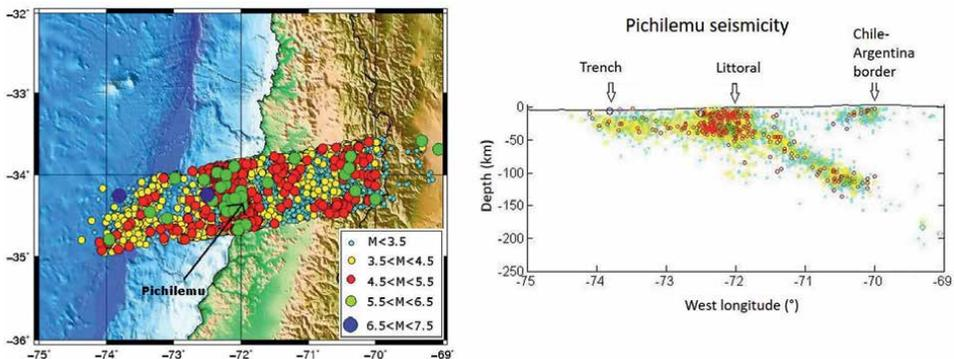 −32
−33
−34
−35
−36
−75
−74
−73
−72
−71
−70
−69
Pichilemu
M<3.5
3.5<M<4.5
4.5<M<5.5
5.5<M<6.5
6.5<M<7.5
Pichilemu seismicity
Trench
Littoral
Chile-
Argentina
border
Depth (km)
0
-50
-100
-150
-200
-250
-75
-74
-73
-72
-71
-70
-69
West longitude (°)